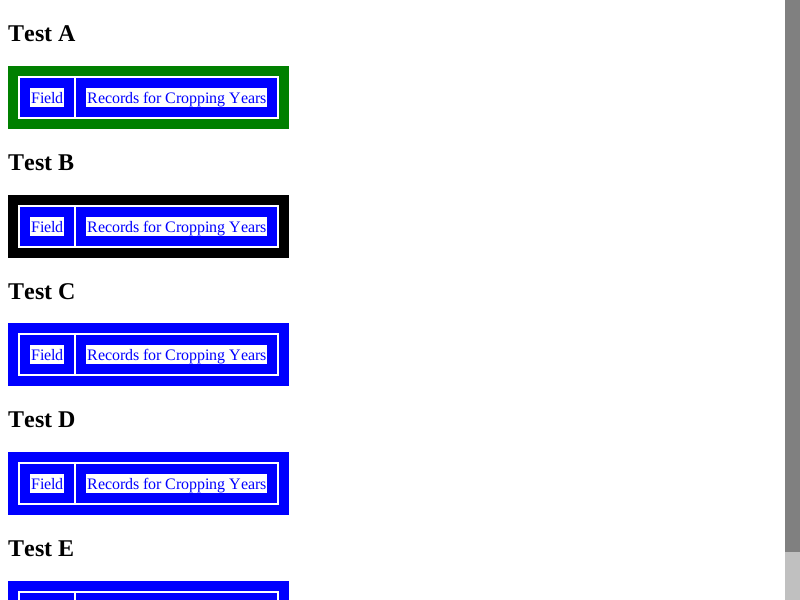 Test A
Field Records for Cropping Years
Test B
Field Records for Cropping Years
Test C
Field Records for Cropping Years
Test D
Field Records for Cropping Years
Test E